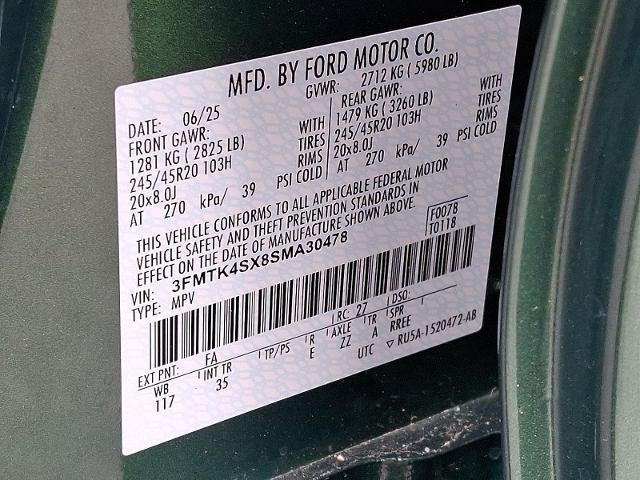 MFD. BY FORD MOTOR CO.
DATE: 06/25 GVWR: 2712 KG ( 5980 LB)
FRONT GAWR: WITH REAR GAWR: WITH
1281 KG ( 2825 LB) TIRES 1479 KG ( 3260 LB) TIRES
245/45R20 103H RIMS 245/45R20 103H RIMS
20x8.0J PSI COLD 20x8.0J PSI COLD
AT 270 kPa/ 39 AT 270 kPa/ 39
THIS VEHICLE CONFORMS TO ALL APPLICABLE FEDERAL MOTOR
VEHICLE SAFETY AND THEFT PREVENTION STANDARDS IN
EFFECT ON THE DATE OF MANUFACTURE SHOWN ABOVE.
F0078
T0118
VIN: 3FMTK4SX8SMA30478
TYPE: MPV
EXT PNT: FA RC: 27 DSO:
WB INT TR TP/PS R AXLE TR SPR
117 35 E ZZ A RREE
UTC ▽ RU5A-1520472-AB